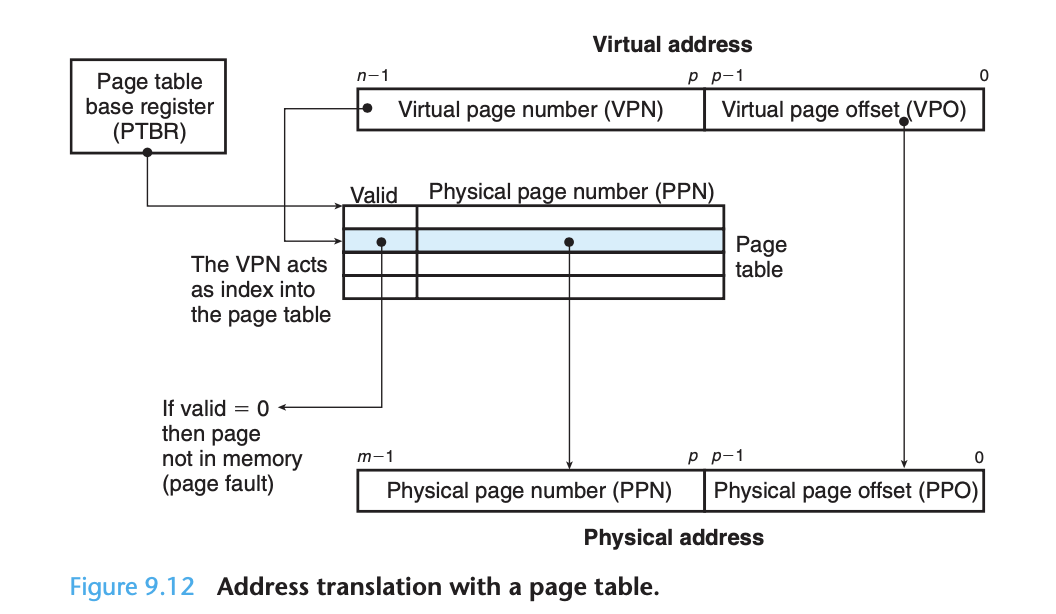 Virtual address
n−1 p p−1 0
Page table
base register
(PTBR)
Virtual page number (VPN) Virtual page offset (VPO)
Valid Physical page number (PPN)
Page
table
The VPN acts
as index into
the page table
If valid = 0
then page
not in memory
(page fault)
m−1 p p−1 0
Physical page number (PPN) Physical page offset (PPO)
Physical address
Figure 9.12 Address translation with a page table.